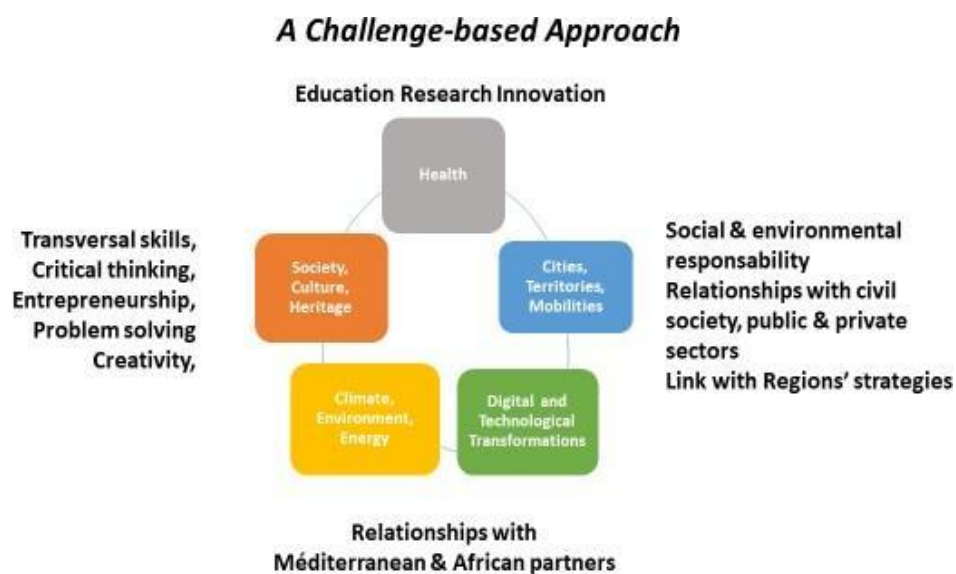 A Challenge-based Approach
Education Research Innovation
Health
Transversal skills,
Critical thinking,
Entrepreneurship,
Problem solving
Creativity,
Society,
Culture,
Heritage
Cities,
Territories,
Mobilities
Social & environmental
responsability
Relationships with civil
society, public & private
sectors
Link with Regions' strategies
Climate,
Environment,
Energy
Digital and
Technological
Transformations
Relationships with
Méditerranean & African partners